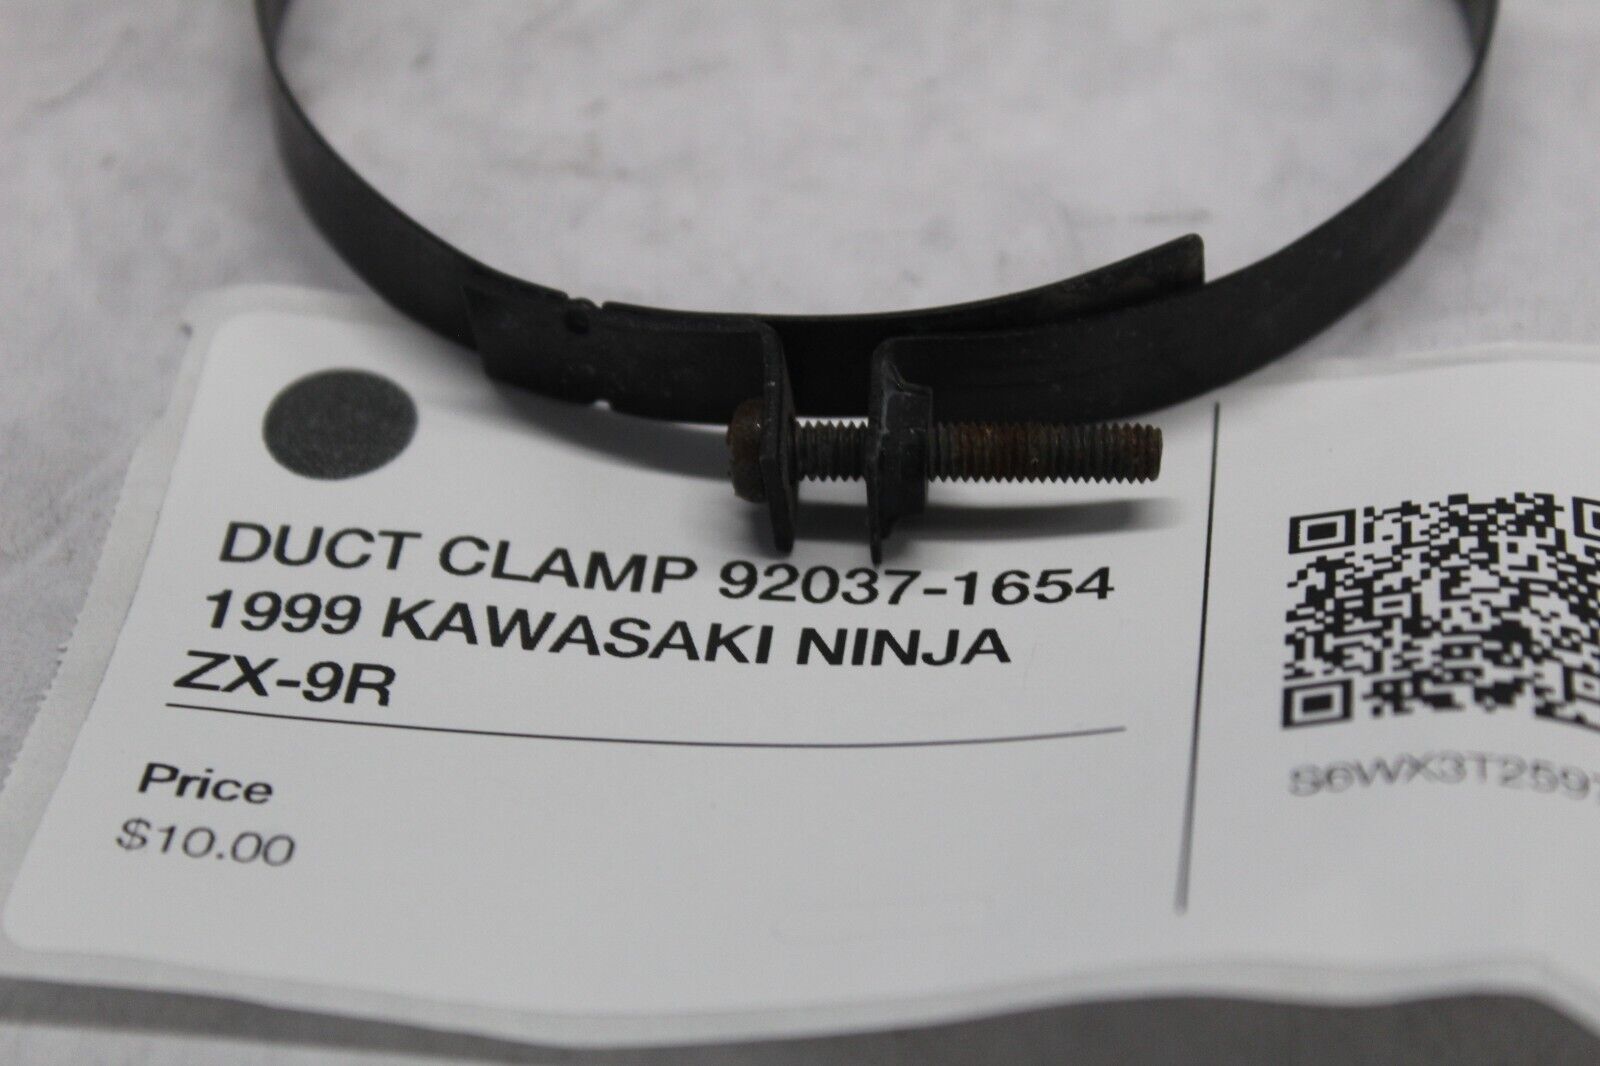 DUCT CLAMP 92037-1654
1999 KAWASAKI NINJA
ZX-9R
Price
$10.00